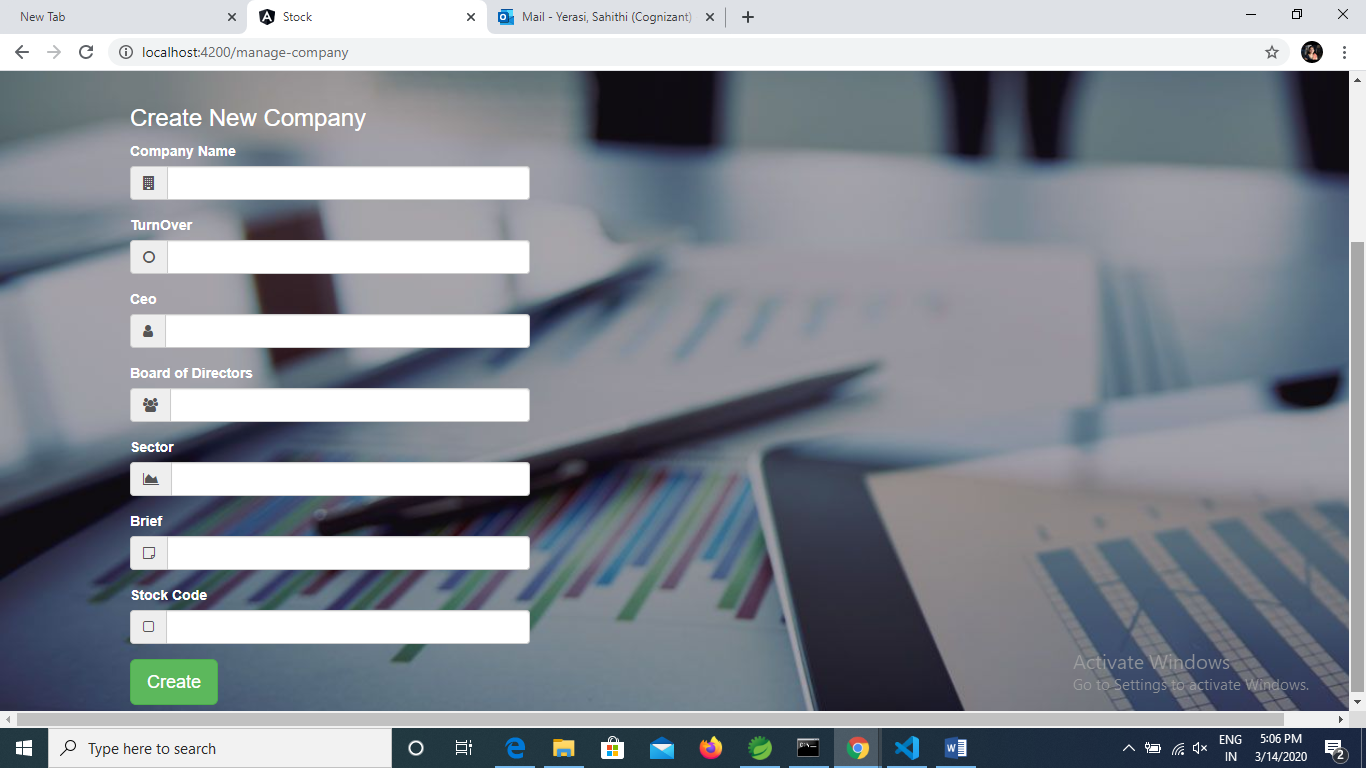 New Tab
Stock
Mail - Yerasi, Sahithi (Cognizant)
localhost:4200/manage-company
Create New Company
Company Name
TurnOver
Ceo
Board of Directors
Sector
Brief
Stock Code
Create
Activate Windows
Go to Settings to activate Windows.
Type here to search
ENG
IN
5:06 PM
3/14/2020
2